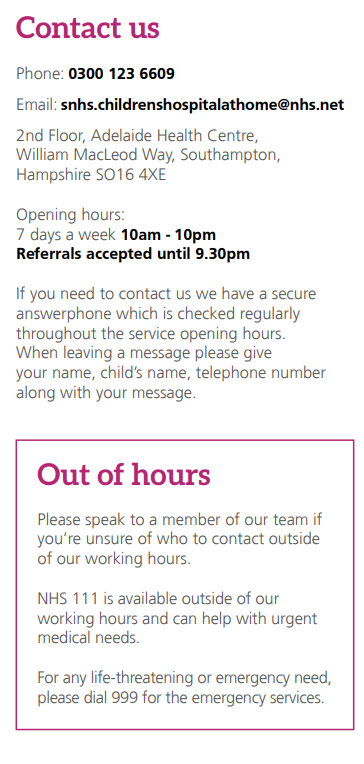 Contact us
Phone: 0300 123 6609
Email: snhs.childrenshospitalathome@nhs.net
2nd Floor, Adelaide Health Centre,
William MacLeod Way, Southampton,
Hampshire SO16 4XE
Opening hours:
7 days a week 10am - 10pm
Referrals accepted until 9.30pm
If you need to contact us we have a secure
answerphone which is checked regularly
throughout the service opening hours.
When leaving a message please give
your name, child’s name, telephone number
along with your message.
Out of hours
Please speak to a member of our team if
you’re unsure of who to contact outside
of our working hours.
NHS 111 is available outside of our
working hours and can help with urgent
medical needs.
For any life-threatening or emergency need,
please dial 999 for the emergency services.